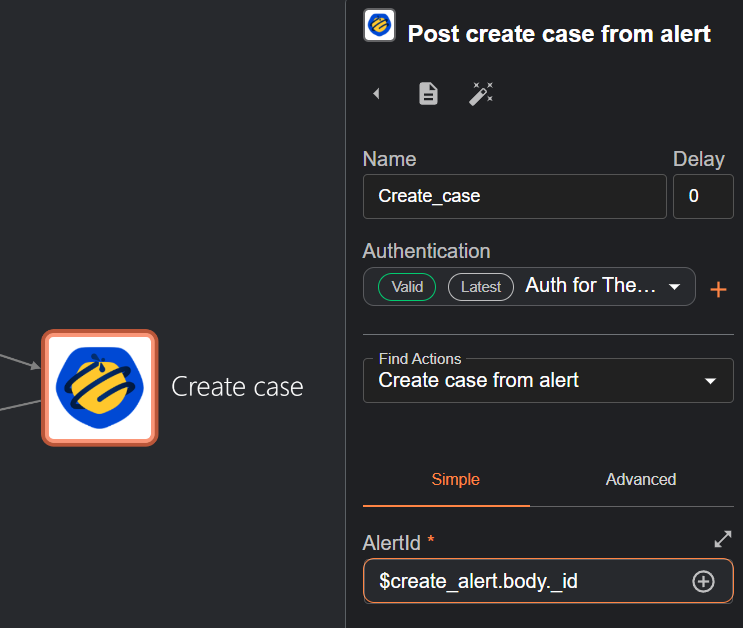 Post create case from alert
Name
Delay
Create_case
0
Authentication
Valid
Latest
Auth for The...
Find Actions
Create case from alert
Create case
Simple
Advanced
AlertId *
$create_alert.body._id